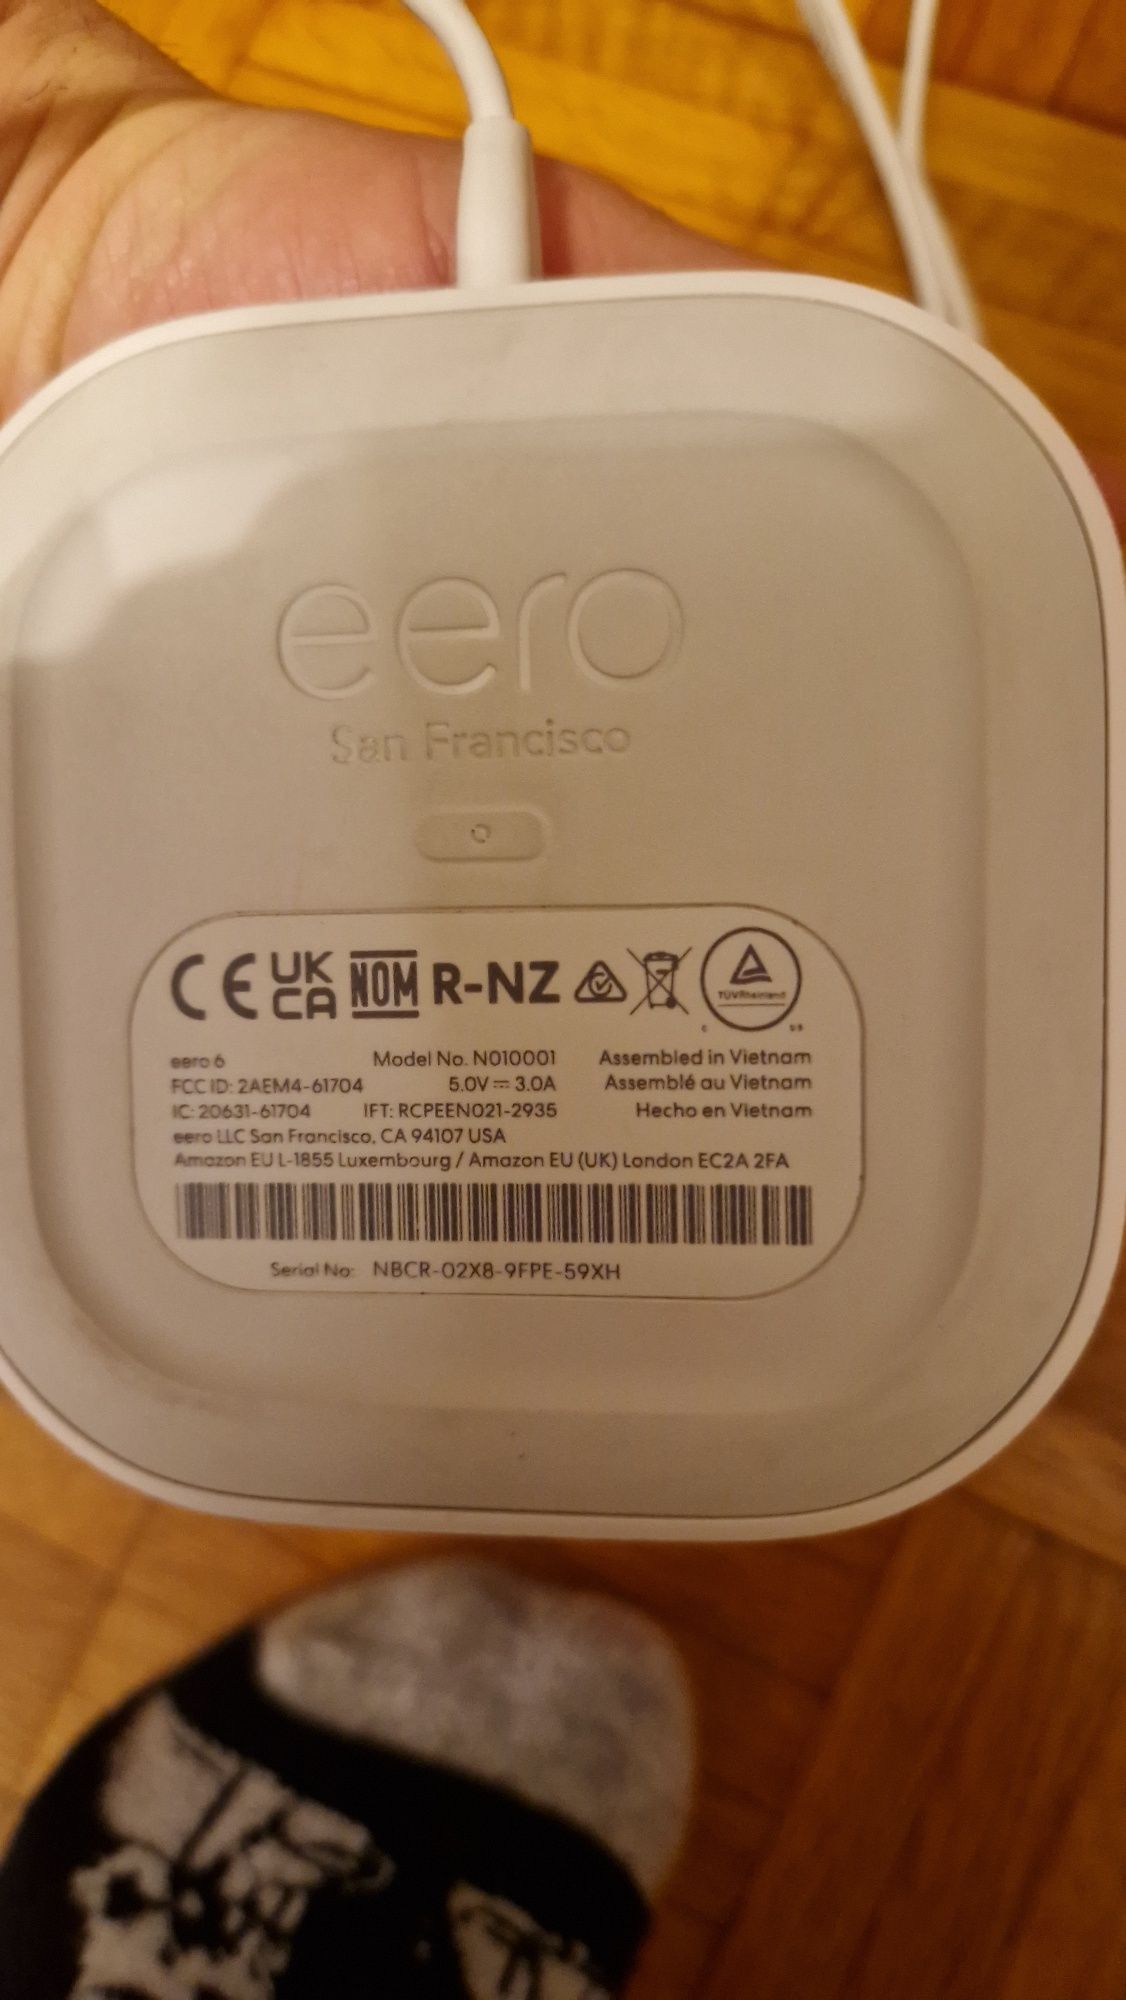 eero
San Francisco
CE UKCA NOM R-NZ TÜVRheinland
C US
eero 6 Model No. N010001 Assembled in Vietnam
FCC ID: 2AEM4-61704 5.0V ⎓ 3.0A Assemblé au Vietnam
IC: 20631-61704 IFT: RCPEEN021-2935 Hecho en Vietnam
eero LLC San Francisco, CA 94107 USA
Amazon EU L-1855 Luxembourg / Amazon EU (UK) London EC2A 2FA
Serial No: NBCR-02X8-9FPE-59XH